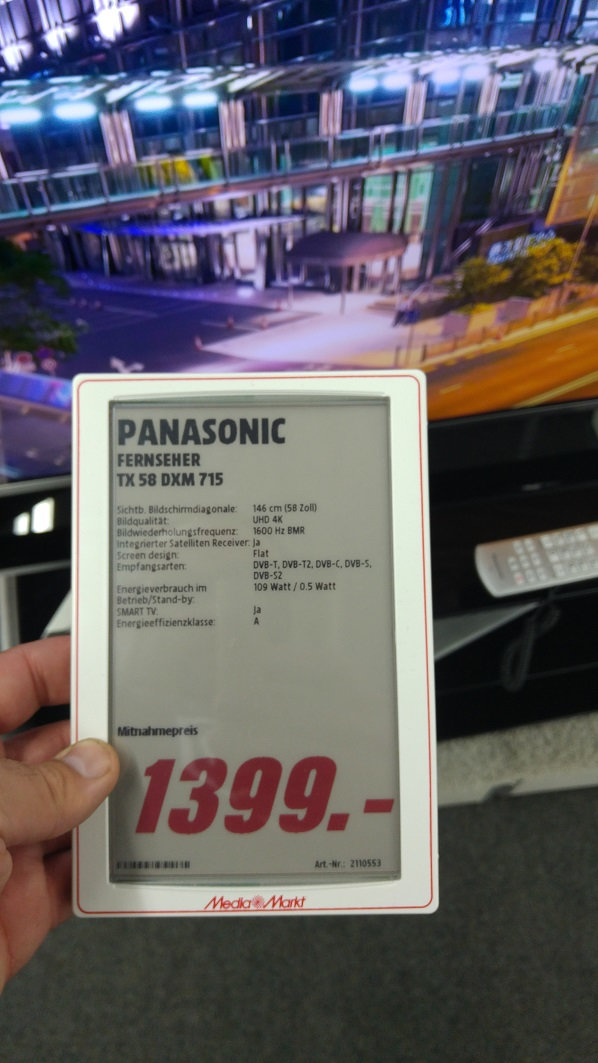 PANASONIC
FERNSEHER
TX 58 DXM 715
Sichtb. Bildschirmdiagonale: 146 cm (58 Zoll)
Bildqualität: UHD 4K
Bildwiederholungsfrequenz: 1600 Hz BMR
Integrierter Satelliten Receiver: Ja
Screen design: Flat
Empfangsarten: DVB-T, DVB-T2, DVB-C, DVB-S,
DVB-S2
Energieverbrauch im 109 Watt / 0.5 Watt
Betrieb/Stand-by:
SMART TV: Ja
Energieeffizienzklasse: A
Mitnahmepreis
1399.-
Art.-Nr.: 2110553
Media Markt